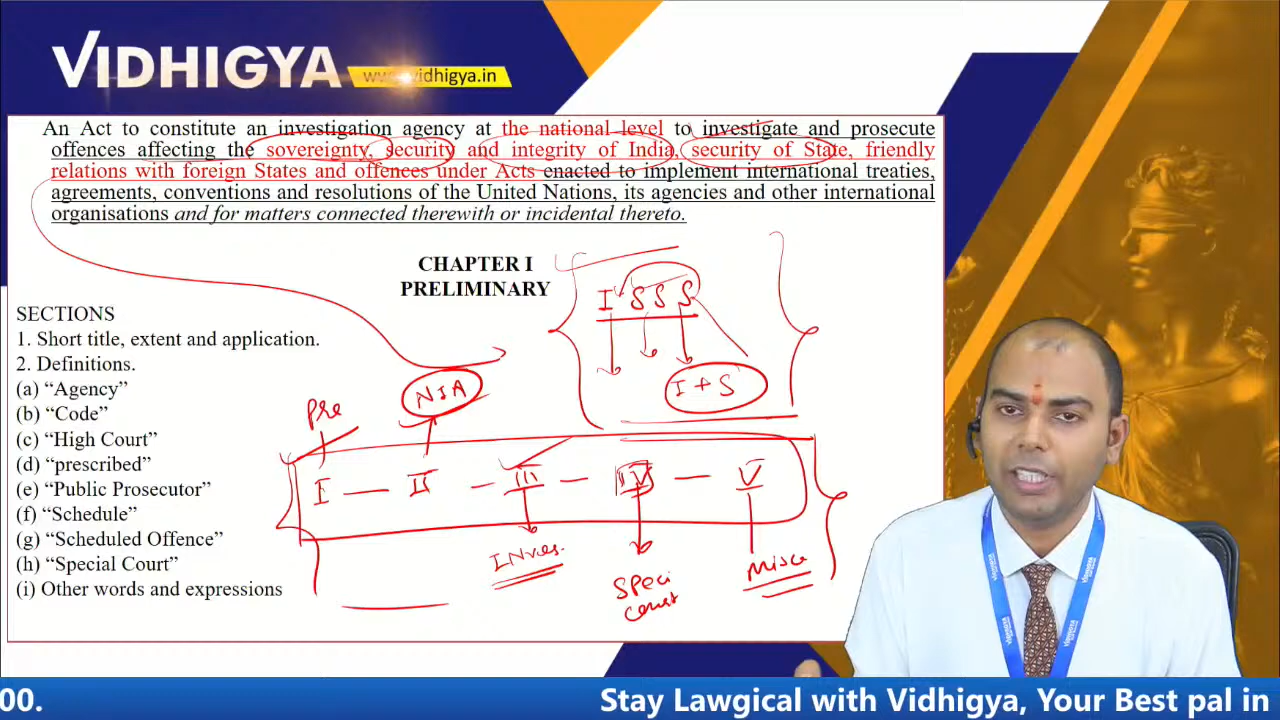 VIDHIGYA
www.vidhigya.in
An Act to constitute an investigation agency at the national level to investigate and prosecute
offences affecting the sovereignty, security and integrity of India, security of State, friendly
relations with foreign States and offences under Acts enacted to implement international treaties,
agreements, conventions and resolutions of the United Nations, its agencies and other international
organisations and for matters connected therewith or incidental thereto.
CHAPTER I
PRELIMINARY
I S S S
I + S
SECTIONS
1. Short title, extent and application.
2. Definitions.
(a) “Agency”
(b) “Code”
(c) “High Court”
(d) “prescribed”
(e) “Public Prosecutor”
(f) “Schedule”
(g) “Scheduled Offence”
(h) “Special Court”
(i) Other words and expressions
Pre
NIA
I — II - III — IV — V
INves.
Speci
court
Misce
00.
Stay Lawgical with Vidhigya, Your Best pal in